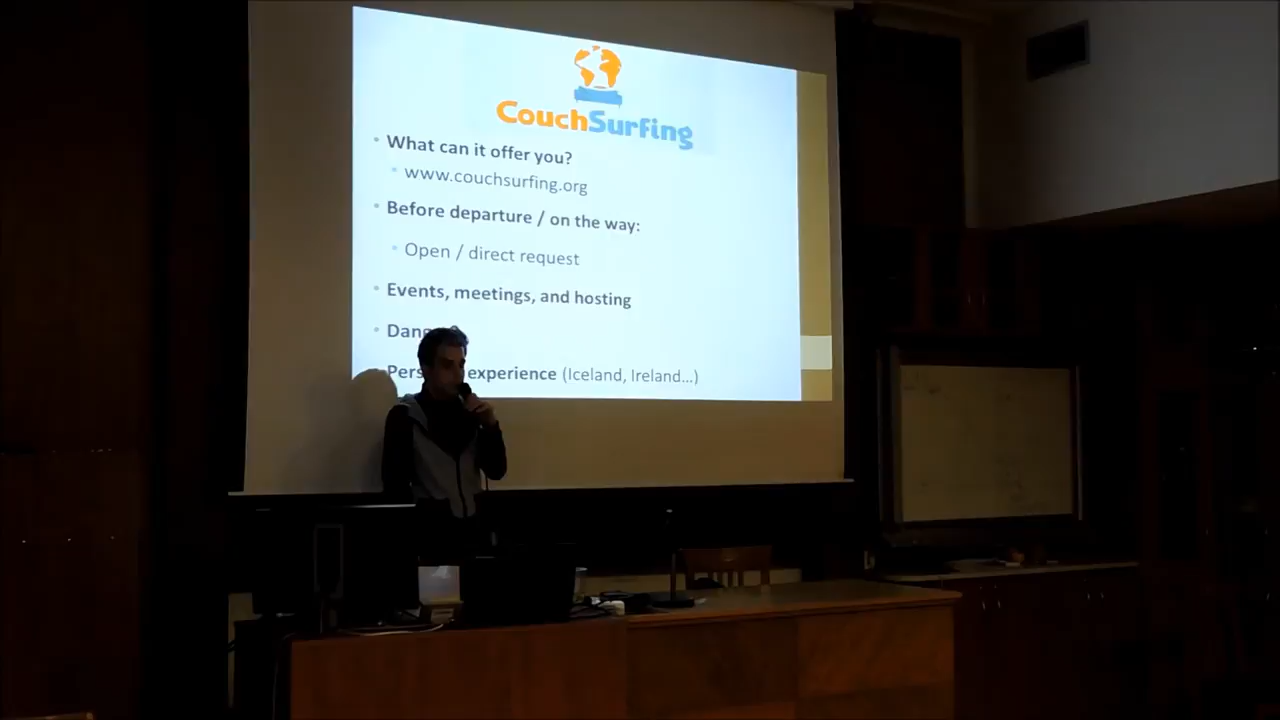 CouchSurfing
What can it offer you?
www.couchsurfing.org
Before departure / on the way:
Open / direct request
Events, meetings, and hosting
experience (Iceland, Ireland...)